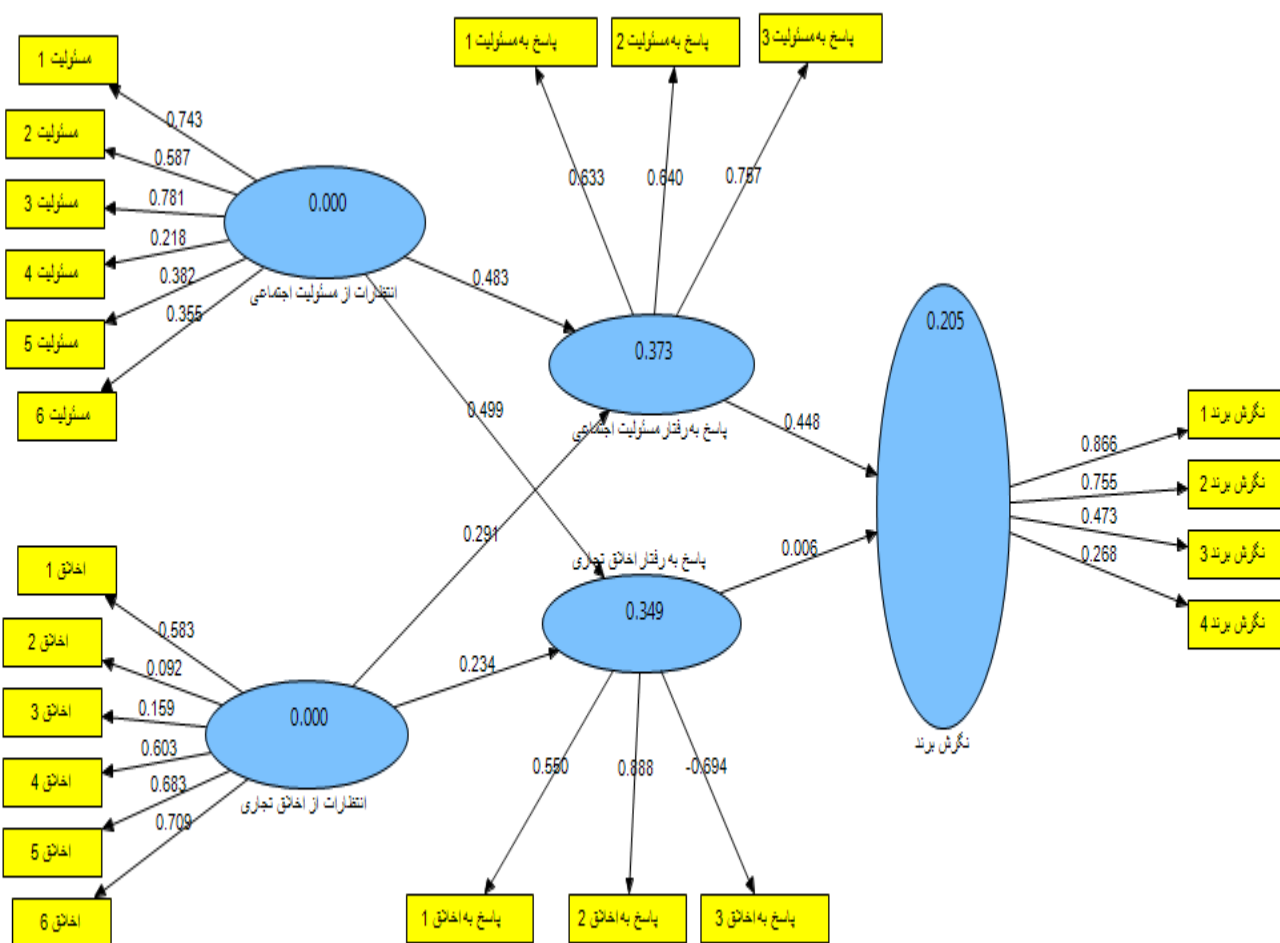 مسئولیت 1
0.743
مسئولیت 2
0.587
مسئولیت 3
0.781
مسئولیت 4
0.218
مسئولیت 5
0.382
مسئولیت 6
0.355
0.000
انتظارات از مسئولیت اجتماعی
پاسخ به مسئولیت 1
پاسخ به مسئولیت 2
پاسخ به مسئولیت 3
0.633
0.640
0.757
0.483
0.373
پاسخ به رفتار مسئولیت اجتماعی
0.499
0.291
0.448
0.205
نگرش برند
0.866
نگرش برند 1
0.755
نگرش برند 2
0.473
نگرش برند 3
0.268
نگرش برند 4
پاسخ به رفتار اخلاق تجاری
0.006
0.349
0.234
اخلاق 1
0.583
اخلاق 2
0.092
اخلاق 3
0.159
اخلاق 4
0.603
اخلاق 5
0.683
اخلاق 6
0.709
0.000
انتظارات از اخلاق تجاری
0.550
0.888
-0.694
پاسخ به اخلاق 1
پاسخ به اخلاق 2
پاسخ به اخلاق 3